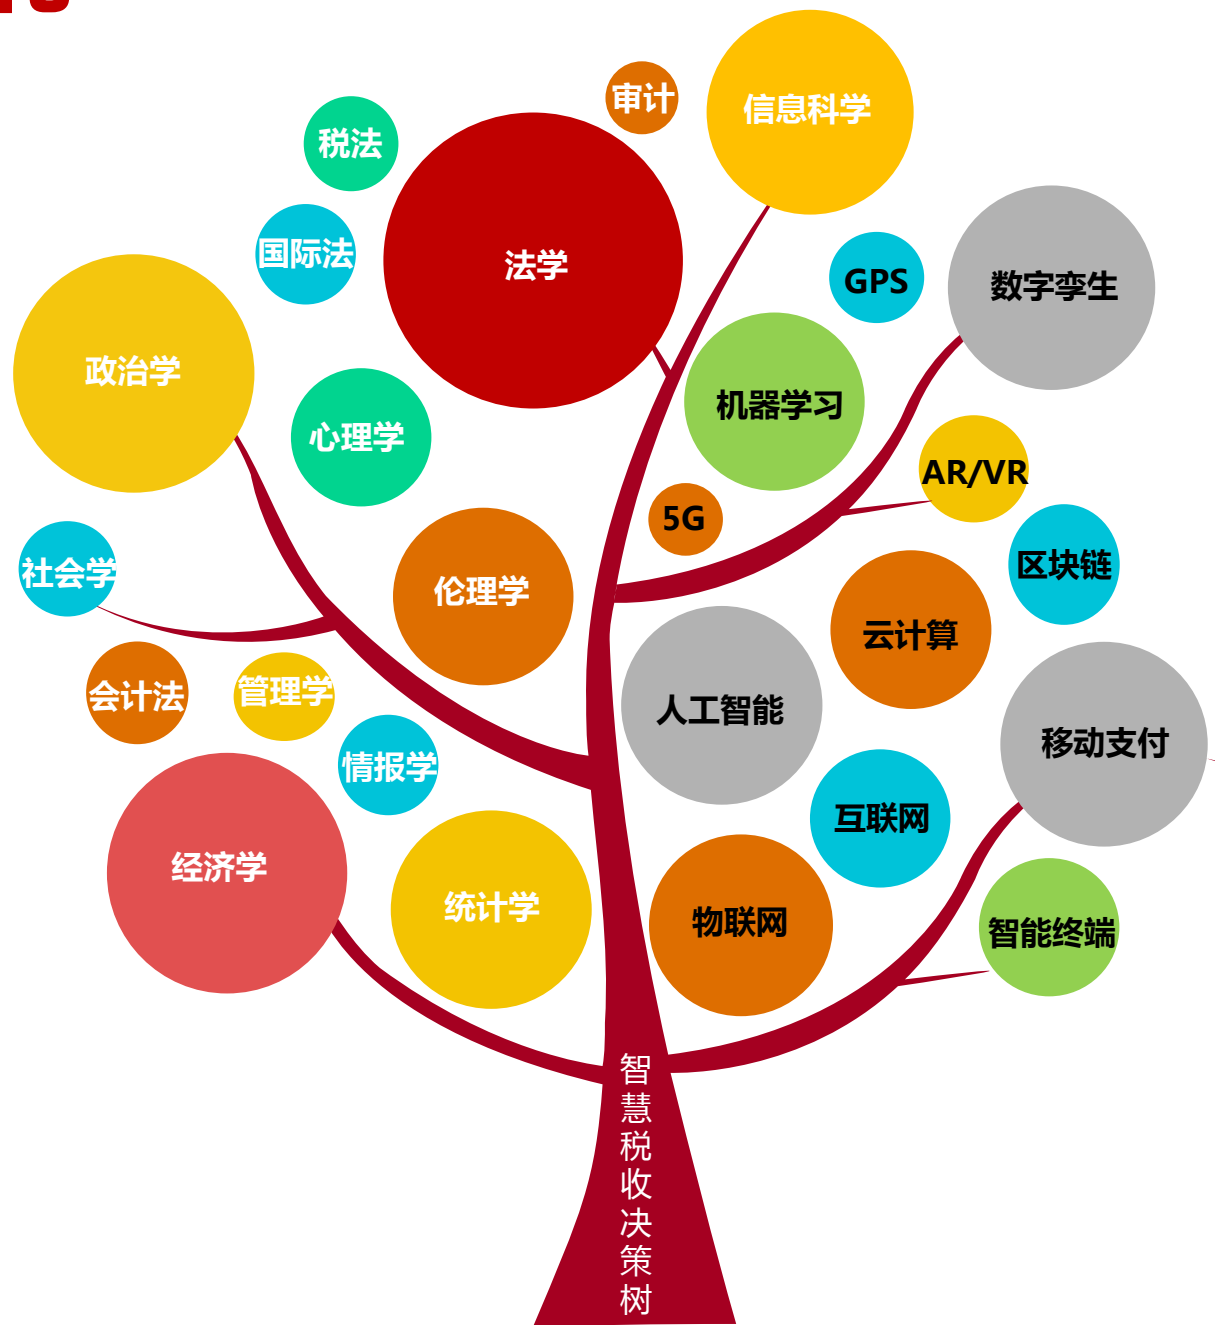 审计
信息科学
税法
国际法
法学
GPS
数字孪生
政治学
机器学习
心理学
AR/VR
5G
区块链
社会学
伦理学
云计算
会计法
管理学
人工智能
移动支付
情报学
互联网
经济学
统计学
物联网
智能终端
智慧税收决策树